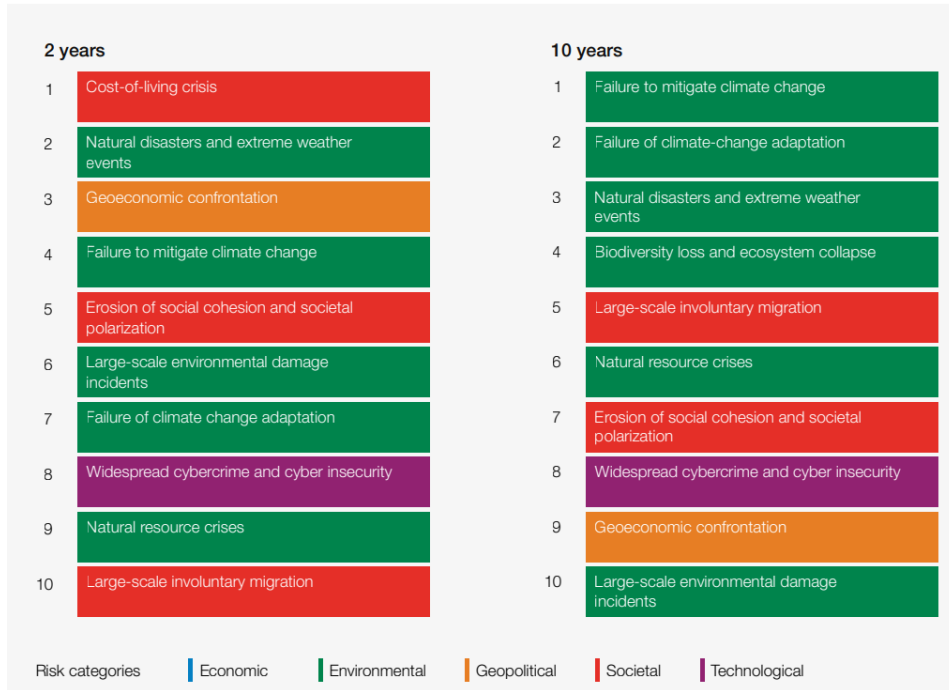 2 years
1 Cost-of-living crisis
2 Natural disasters and extreme weather
events
3 Geoeconomic confrontation
4 Failure to mitigate climate change
5 Erosion of social cohesion and societal
polarization
6 Large-scale environmental damage
incidents
7 Failure of climate change adaptation
8 Widespread cybercrime and cyber insecurity
9 Natural resource crises
10 Large-scale involuntary migration
10 years
1 Failure to mitigate climate change
2 Failure of climate-change adaptation
3 Natural disasters and extreme weather
events
4 Biodiversity loss and ecosystem collapse
5 Large-scale involuntary migration
6 Natural resource crises
7 Erosion of social cohesion and societal
polarization
8 Widespread cybercrime and cyber insecurity
9 Geoeconomic confrontation
10 Large-scale environmental damage
incidents
Risk categories Economic Environmental Geopolitical Societal Technological